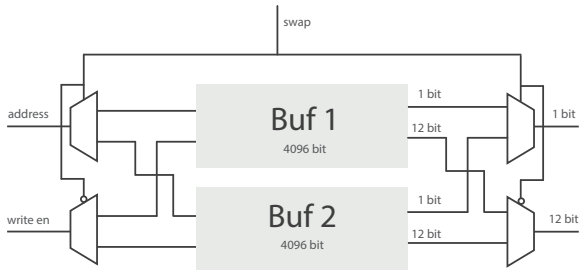 swap
address
write en
Buf 1
4096 bit
1 bit
12 bit
Buf 2
4096 bit
1 bit
12 bit
1 bit
12 bit